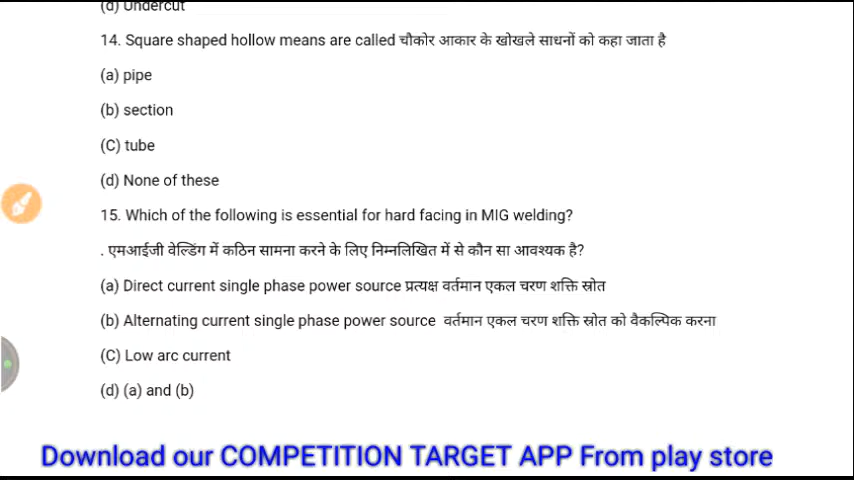 (d) Undercut
14. Square shaped hollow means are called चौकोर आकार के खोखले साधनों को कहा जाता है
(a) pipe
(b) section
(C) tube
(d) None of these
15. Which of the following is essential for hard facing in MIG welding?
. एमआईजी वेल्डिंग में कठिन सामना करने के लिए निम्नलिखित में से कौन सा आवश्यक है?
(a) Direct current single phase power source प्रत्यक्ष वर्तमान एकल चरण शक्ति स्रोत
(b) Alternating current single phase power source वर्तमान एकल चरण शक्ति स्रोत को वैकल्पिक करना
(C) Low arc current
(d) (a) and (b)
Download our COMPETITION TARGET APP From play store